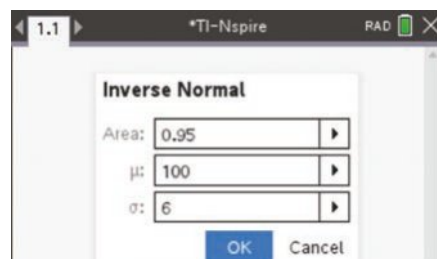 1.1 *TI-Nspire RAD
Inverse Normal
Area: 0.95
μ: 100
σ: 6
OK Cancel